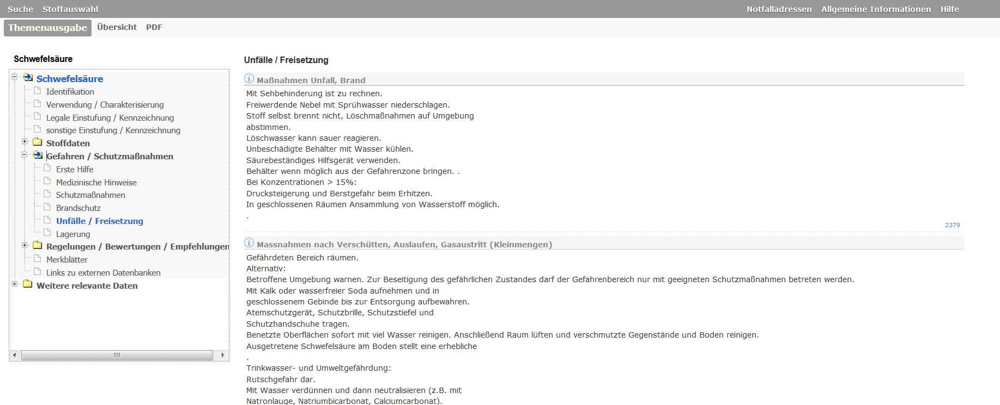 Suche Stoffauswahl Notfalladressen Allgemeine Informationen Hilfe
Themenausgabe Übersicht PDF
Schwefelsäure
Schwefelsäure
Identifikation
Verwendung / Charakterisierung
Legale Einstufung / Kennzeichnung
sonstige Einstufung / Kennzeichnung
Stoffdaten
Gefahren / Schutzmaßnahmen
Erste Hilfe
Medizinische Hinweise
Schutzmaßnahmen
Brandschutz
Unfälle / Freisetzung
Lagerung
Regelungen / Bewertungen / Empfehlungen
Merkblätter
Links zu externen Datenbanken
Weitere relevante Daten
Unfälle / Freisetzung
Maßnahmen Unfall, Brand
Mit Sehbehinderung ist zu rechnen.
Freiwerdende Nebel mit Sprühwasser niederschlagen.
Stoff selbst brennt nicht, Löschmaßnahmen auf Umgebung
abstimmen.
Löschwasser kann sauer reagieren.
Unbeschädigte Behälter mit Wasser kühlen.
Säurebeständiges Hilfsgerät verwenden.
Behälter wenn möglich aus der Gefahrenzone bringen. .
Bei Konzentrationen > 15%:
Drucksteigerung und Berstgefahr beim Erhitzen.
In geschlossenen Räumen Ansammlung von Wasserstoff möglich.
.
2379
Massnahmen nach Verschütten, Auslaufen, Gasaustritt (Kleinmengen)
Gefährdeten Bereich räumen.
Alternativ:
Betroffene Umgebung warnen. Zur Beseitigung des gefährlichen Zustandes darf der Gefahrenbereich nur mit geeigneten Schutzmaßnahmen betreten werden.
Mit Kalk oder wasserfreier Soda aufnehmen und in
geschlossenem Gebinde bis zur Entsorgung aufbewahren.
Atemschutzgerät, Schutzbrille, Schutzstiefel und
Schutzhandschuhe tragen.
Benetzte Oberflächen sofort mit viel Wasser reinigen. Anschließend Raum lüften und verschmutzte Gegenstände und Boden reinigen.
Ausgetretene Schwefelsäure am Boden stellt eine erhebliche
.
Trinkwasser- und Umweltgefährdung:
Rutschgefahr dar.
Mit Wasser verdünnen und dann neutralisieren (z.B. mit
Natronlauge, Natriumbicarbonat, Calciumcarbonat).